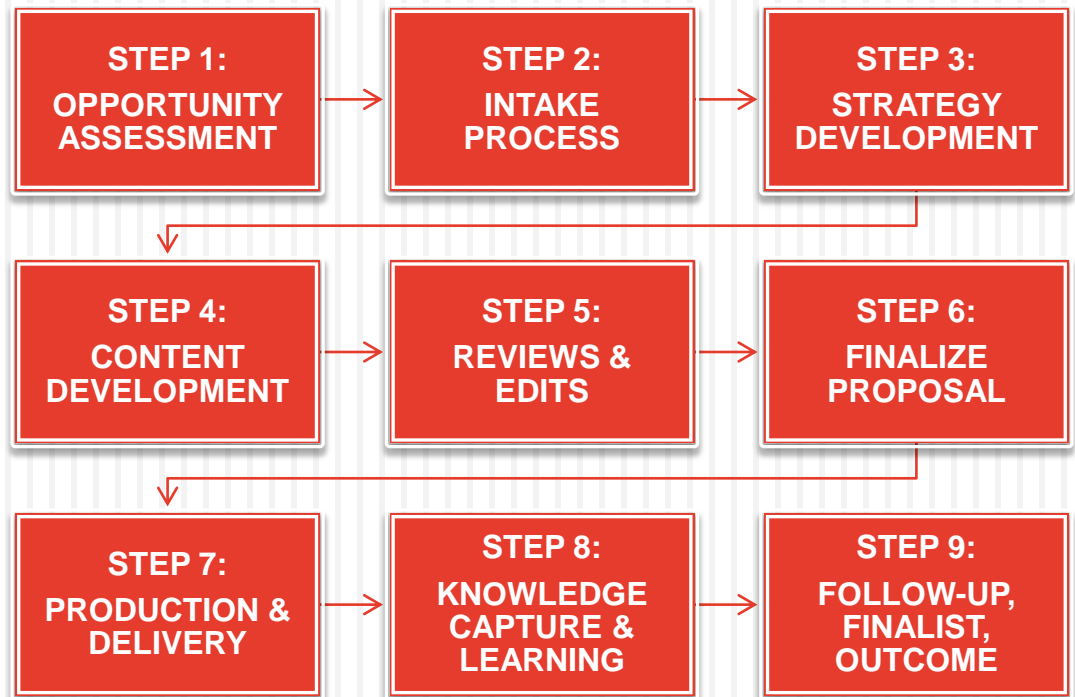 STEP 1:
OPPORTUNITY
ASSESSMENT
STEP 2:
INTAKE
PROCESS
STEP 3:
STRATEGY
DEVELOPMENT
STEP 4:
CONTENT
DEVELOPMENT
STEP 5:
REVIEWS &
EDITS
STEP 6:
FINALIZE
PROPOSAL
STEP 7:
PRODUCTION &
DELIVERY
STEP 8:
KNOWLEDGE
CAPTURE &
LEARNING
STEP 9:
FOLLOW-UP,
FINALIST,
OUTCOME